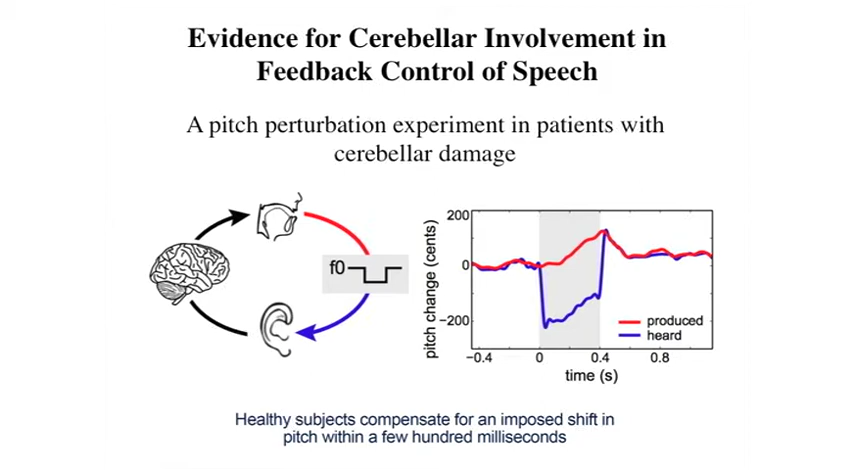 Evidence for Cerebellar Involvement in
Feedback Control of Speech
A pitch perturbation experiment in patients with
cerebellar damage
f0
pitch change (cents)
200
0
−200
produced
heard
−0.4
0
0.4
0.8
time (s)
Healthy subjects compensate for an imposed shift in
pitch within a few hundred milliseconds